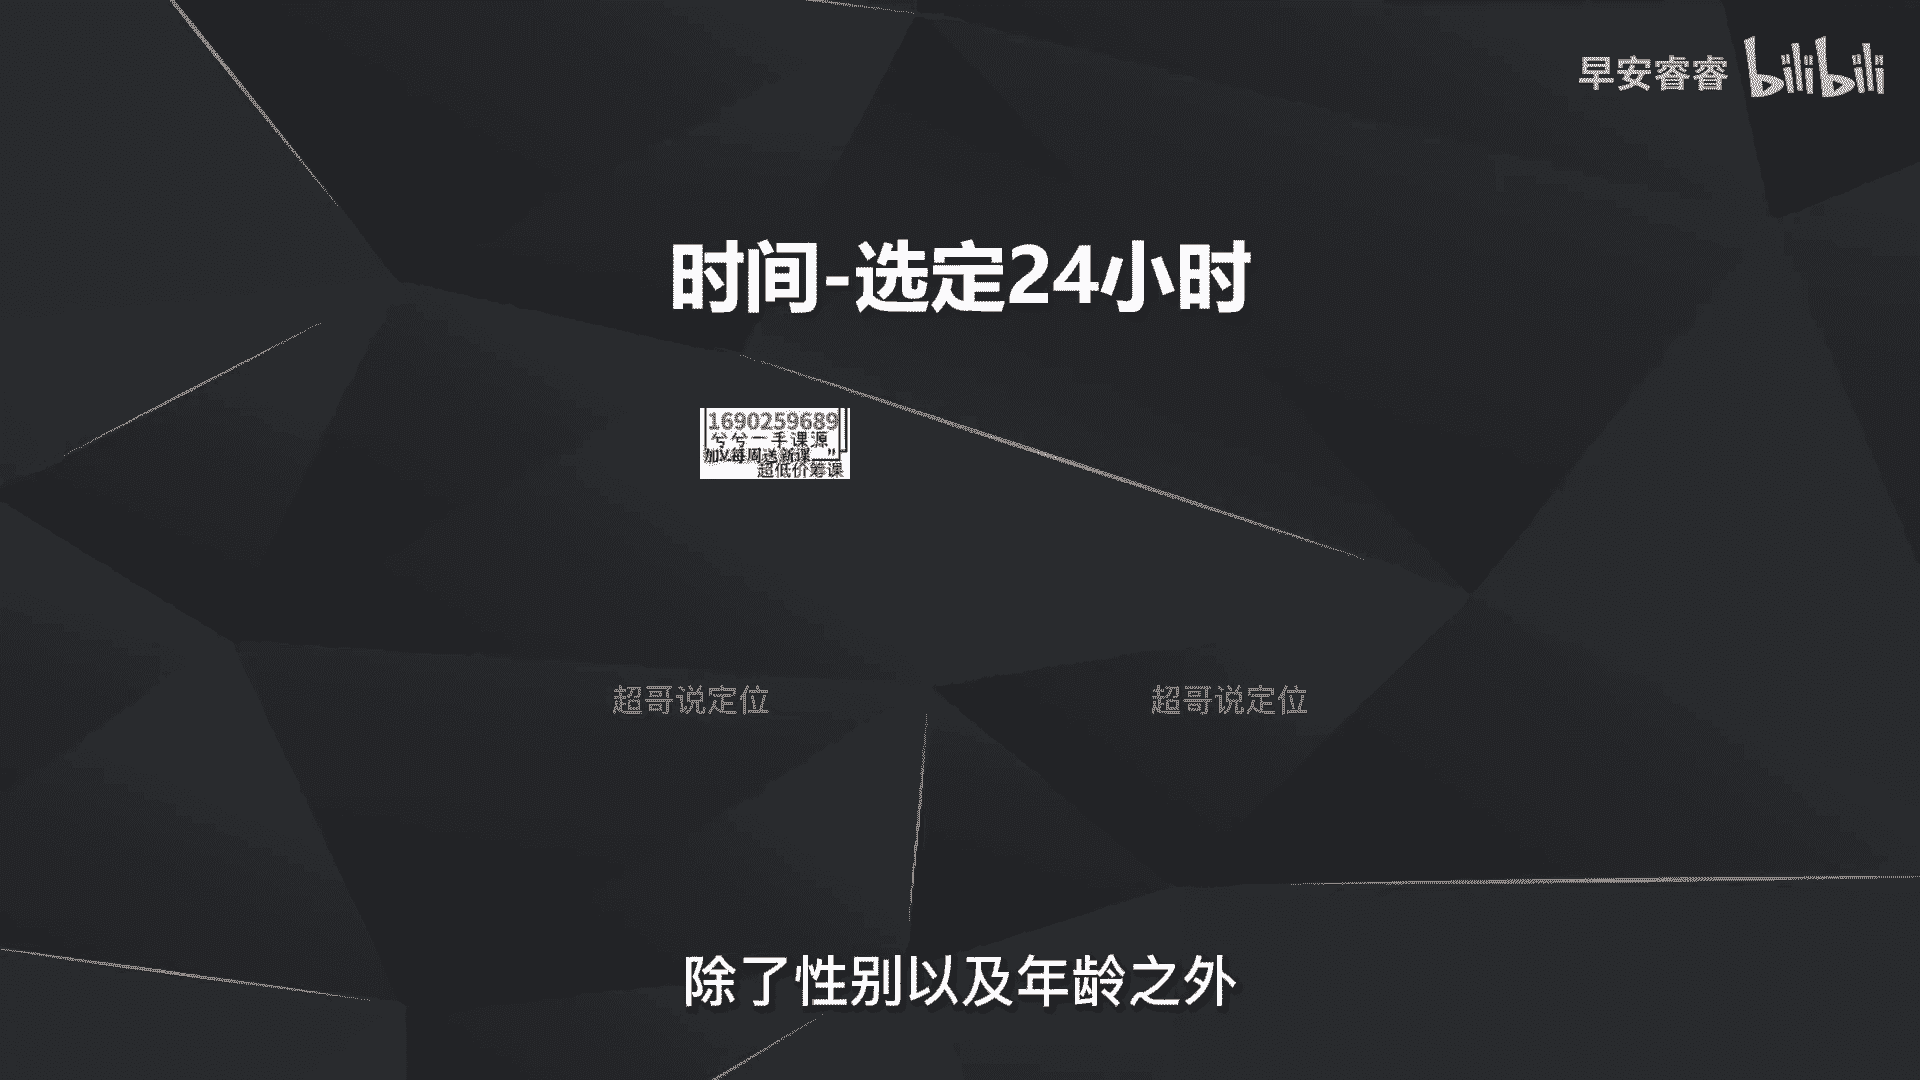 早安睿睿 bilibili
时间-选定24小时
1690259689
兮兮一手课源
加V每周送新课
超低价筹课
超哥说定位 超哥说定位
除了性别以及年龄之外